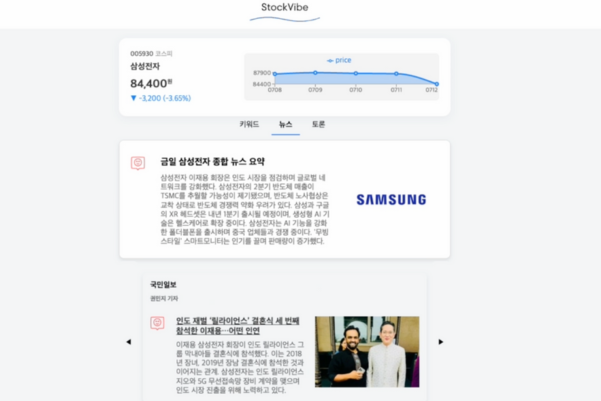 StockVibe
005930 코스피
삼성전자
84,400원
▼ -3,200 (-3.65%)
price
87900
84400
07/08 07/09 07/10 07/11 07/12
키워드 뉴스 토론
금일 삼성전자 종합 뉴스 요약
삼성전자 이재용 회장은 인도 시장을 점검하며 글로벌 네
트워크를 강화했다. 삼성전자의 2분기 반도체 매출이
TSMC를 추월할 가능성이 제기됐으며, 반도체 노사협상은
교착 상태로 반도체 경쟁력 약화 우려가 있다. 삼성과 구글
의 XR 헤드셋은 내년 1분기 출시될 예정이며, 생성형 AI 기
술은 헬스케어로 확장 중이다. 삼성전자는 AI 기능을 강화
한 폴더블폰을 출시하며 중국 업체들과 경쟁 중이다. '무빙
스타일' 스마트모니터는 인기를 끌며 판매량이 증가했다.
SAMSUNG
국민일보
권민지 기자
인도 재벌 '릴라이언스' 결혼식 세 번째
참석한 이재용…어떤 인연
이재용 삼성전자 회장이 인도 릴라이언스 그
룹 막내아들 결혼식에 참석했다. 이는 2018
년 장녀, 2019년 장남 결혼식에 참석한 것과
이어지는 관계. 삼성전자는 인도 릴라이언스
지오와 5G 무선접속망 장비 계약을 맺으며
인도 시장 진출을 위해 노력하고 있다.